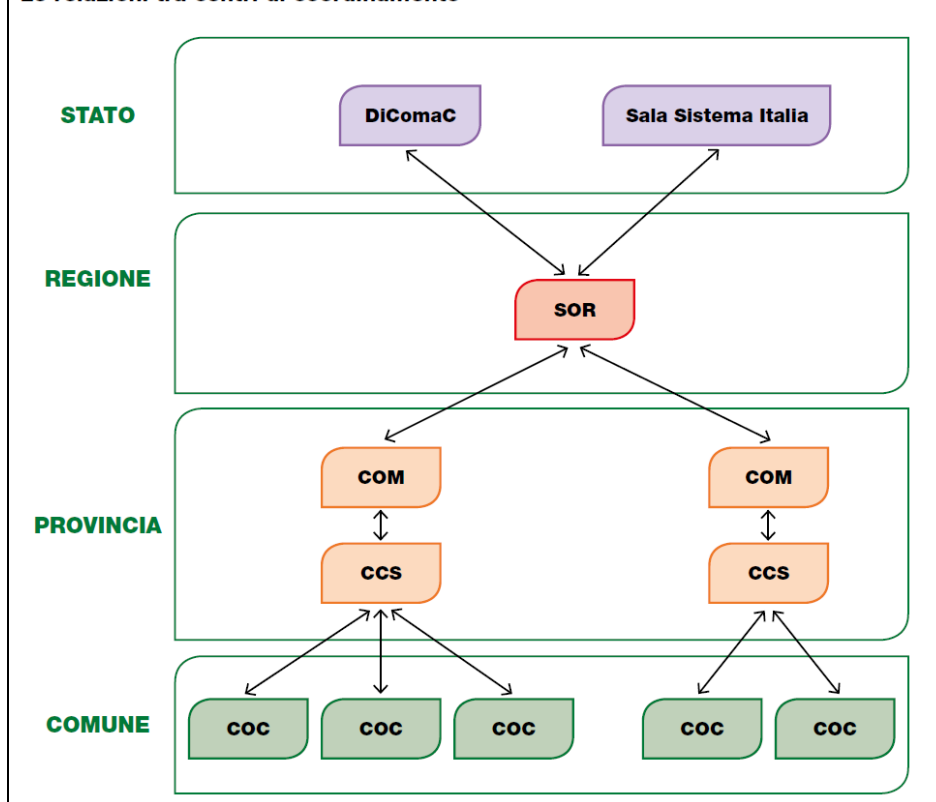 STATO
DiComaC
Sala Sistema Italia
REGIONE
SOR
COM
COM
PROVINCIA
CCS
CCS
COMUNE
COC
COC
COC
COC
COC